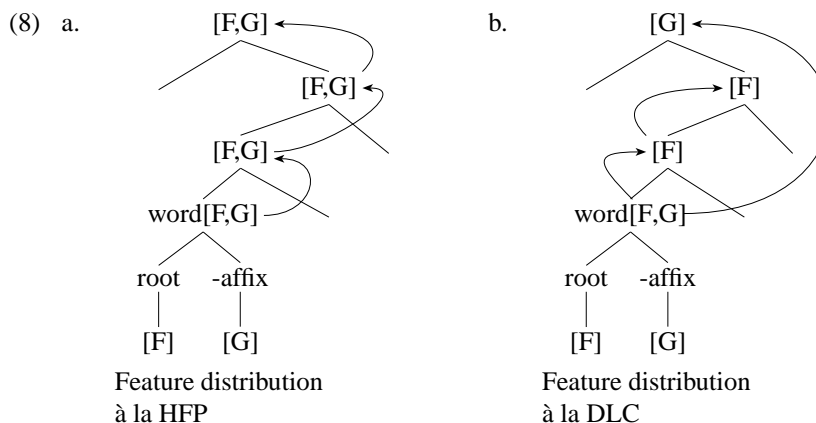 (8) a. [F,G] b. [G]
[F,G] [F]
[F,G] [F]
word[F,G] word[F,G]
root -affix root -affix
[F] [G] [F] [G]
Feature distribution Feature distribution
à la HFP à la DLC